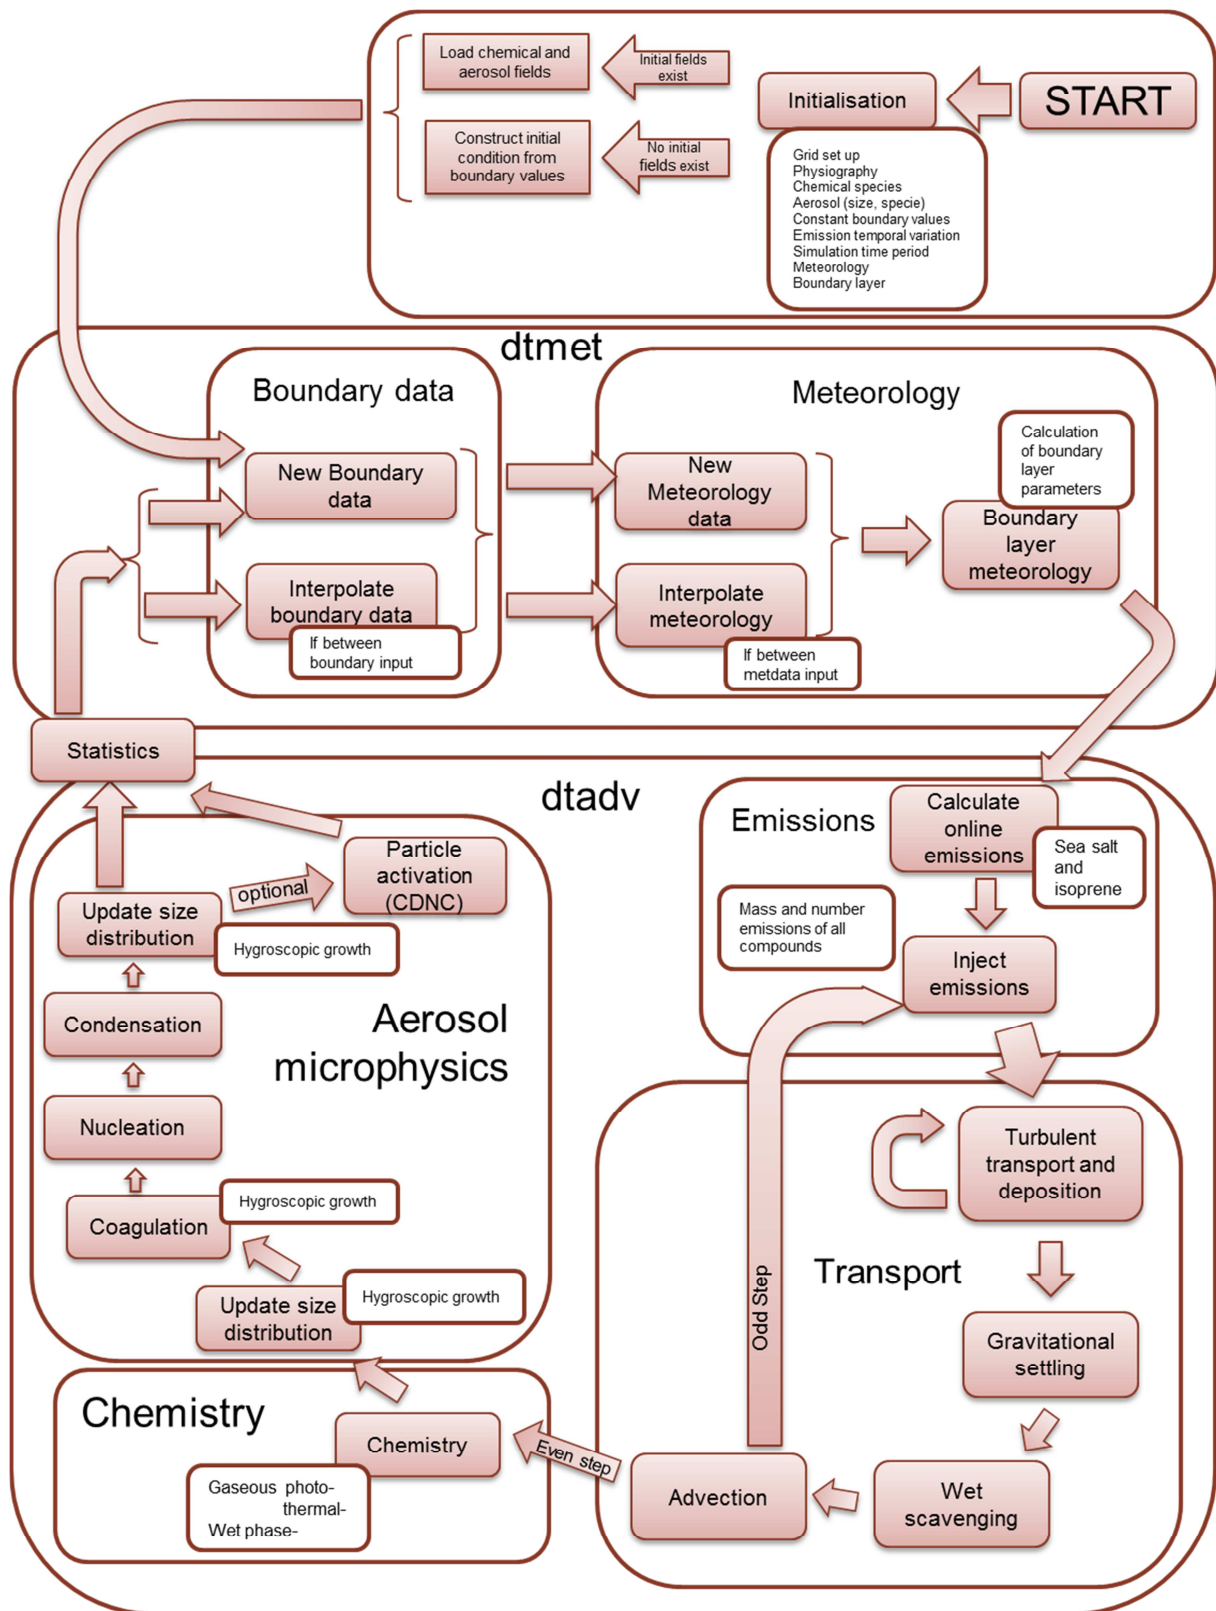 START
Initialisation
Grid set up
Physiography
Chemical species
Aerosol (size, specie)
Constant boundary values
Emission temporal variation
Simulation time period
Meteorology
Boundary layer
Initial fields
exist
Load chemical and
aerosol fields
No initial
fields exist
Construct initial
condition from
boundary values
dtmet
Boundary data
New Boundary
data
Interpolate
boundary data
If between
boundary input
Meteorology
New
Meteorology
data
Interpolate
meteorology
If between
metdata input
Calculation
of boundary
layer
parameters
Boundary
layer
meteorology
Statistics
dtadv
Emissions
Calculate
online
emissions
Sea salt
and
isoprene
Mass and number
emissions of all
compounds
Inject
emissions
Transport
Turbulent
transport and
deposition
Gravitational
settling
Wet
scavenging
Advection
Odd Step
Even step
Chemistry
Chemistry
Gaseous photo-
thermal-
Wet phase-
Aerosol
microphysics
Update size
distribution
Hygroscopic growth
Coagulation
Hygroscopic growth
Nucleation
Condensation
Update size
distribution
Hygroscopic growth
optional
Particle
activation
(CDNC)